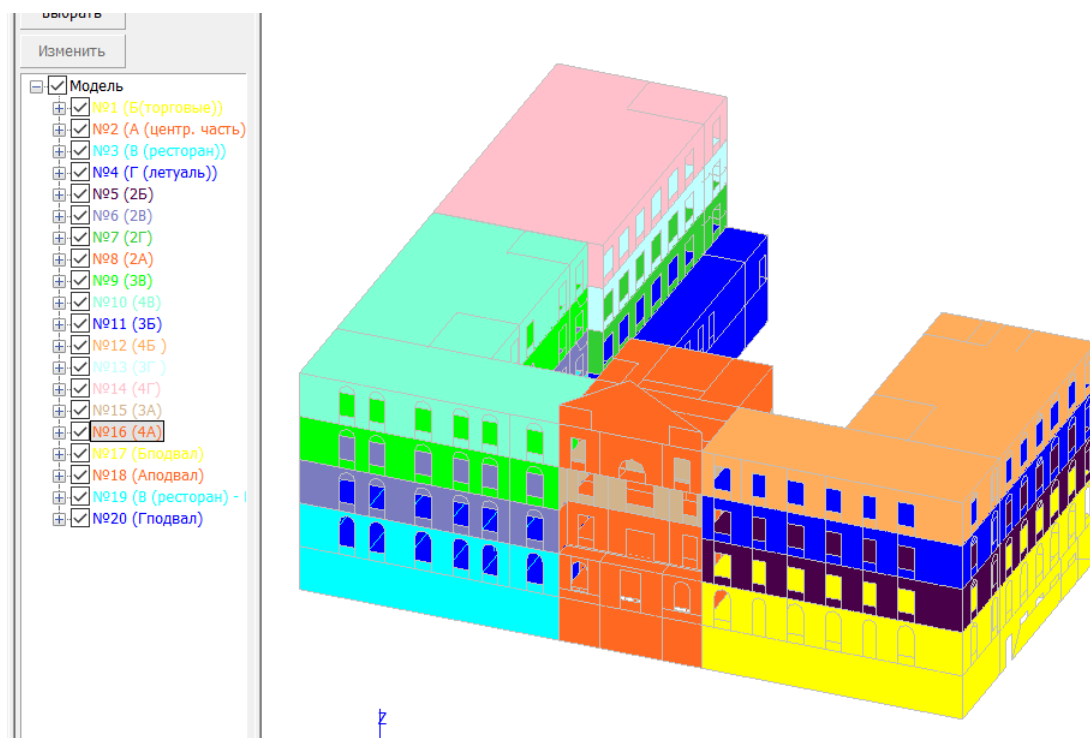 Выбрать
Изменить
Модель
№1 (Б(торговые))
№2 (А (центр. часть)
№3 (В (ресторан))
№4 (Г (летуаль))
№5 (2Б)
№6 (2В)
№7 (2Г)
№8 (2А)
№9 (3В)
№10 (4В)
№11 (3Б)
№12 (4Б )
№13 (3Г )
№14 (4Г)
№15 (3А)
№16 (4А)
№17 (Бподвал)
№18 (Аподвал)
№19 (В (ресторан) -
№20 (Гподвал)
Z